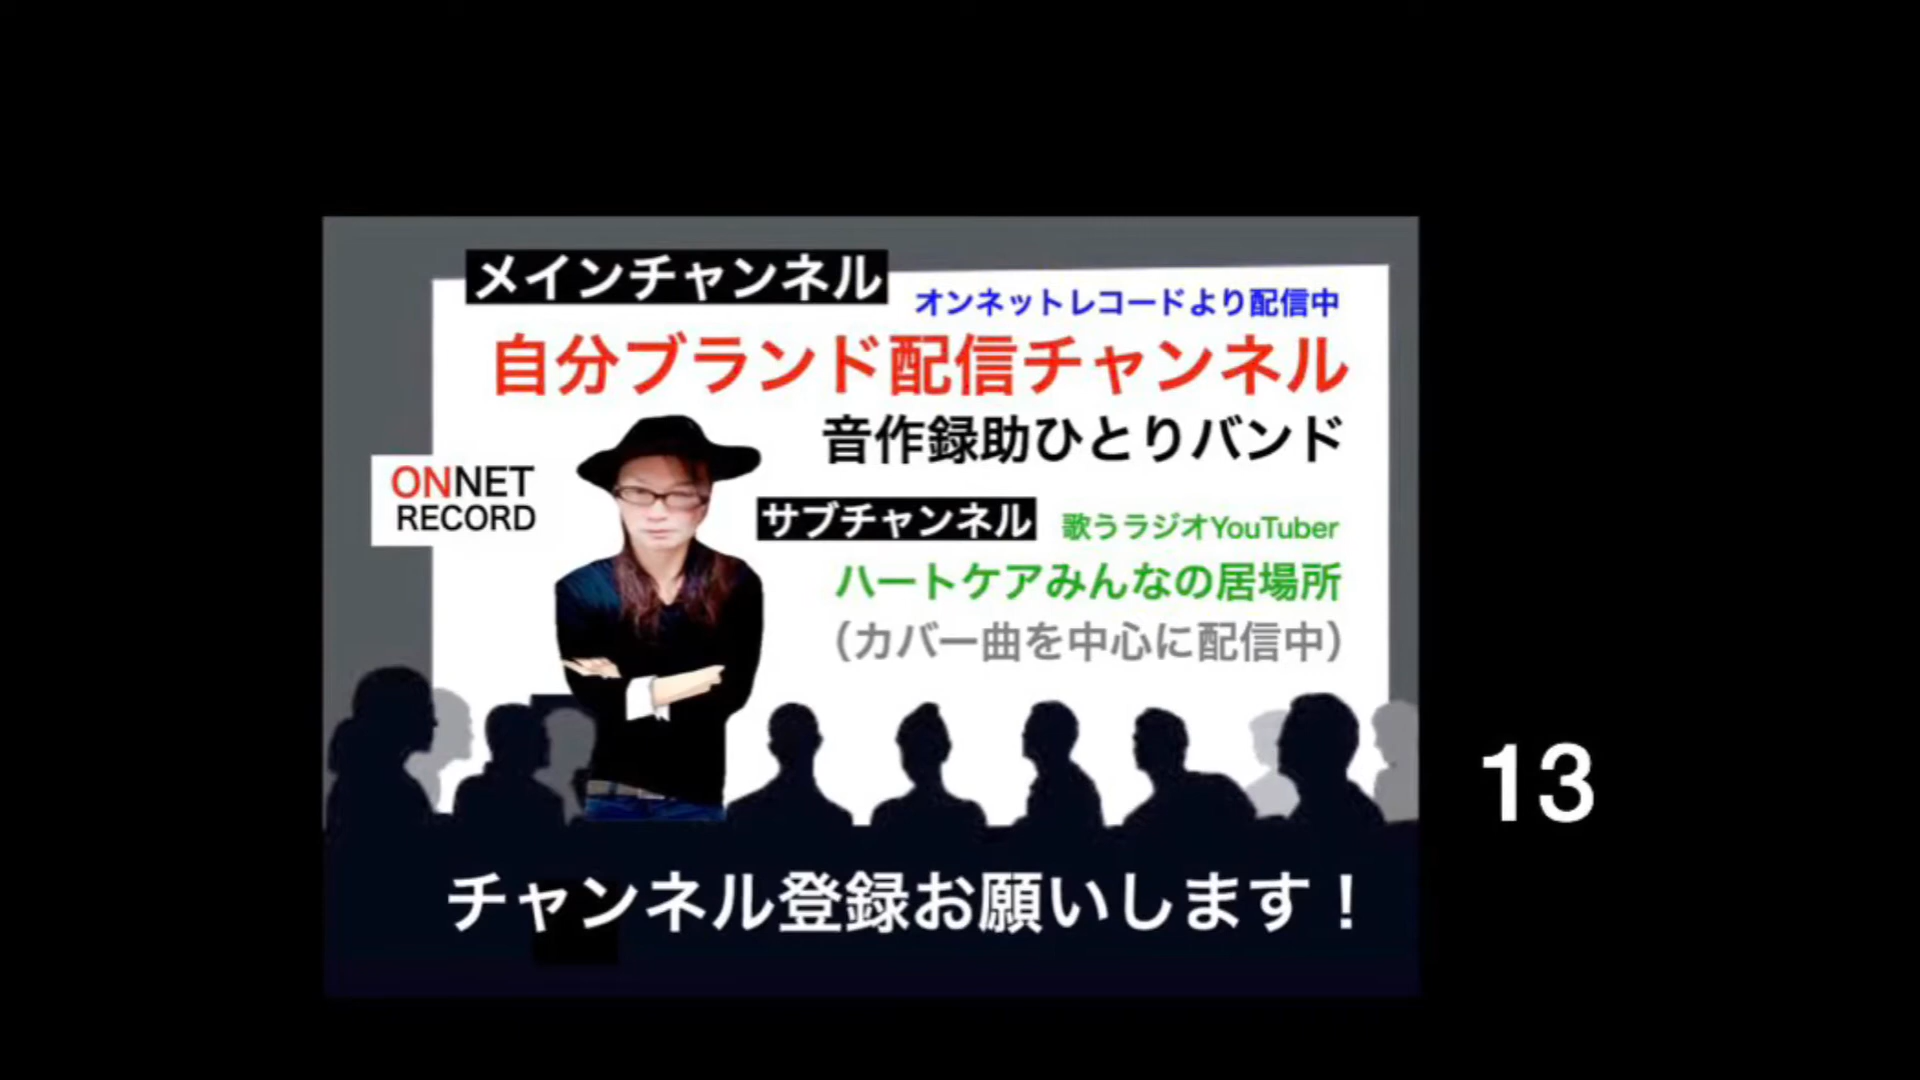 メインチャンネル
オンネットレコードより配信中
自分ブランド配信チャンネル
音作録助ひとりバンド
ONNET
RECORD
サブチャンネル
歌うラジオYouTuber
ハートケアみんなの居場所
（カバー曲を中心に配信中）
13
チャンネル登録お願いします！